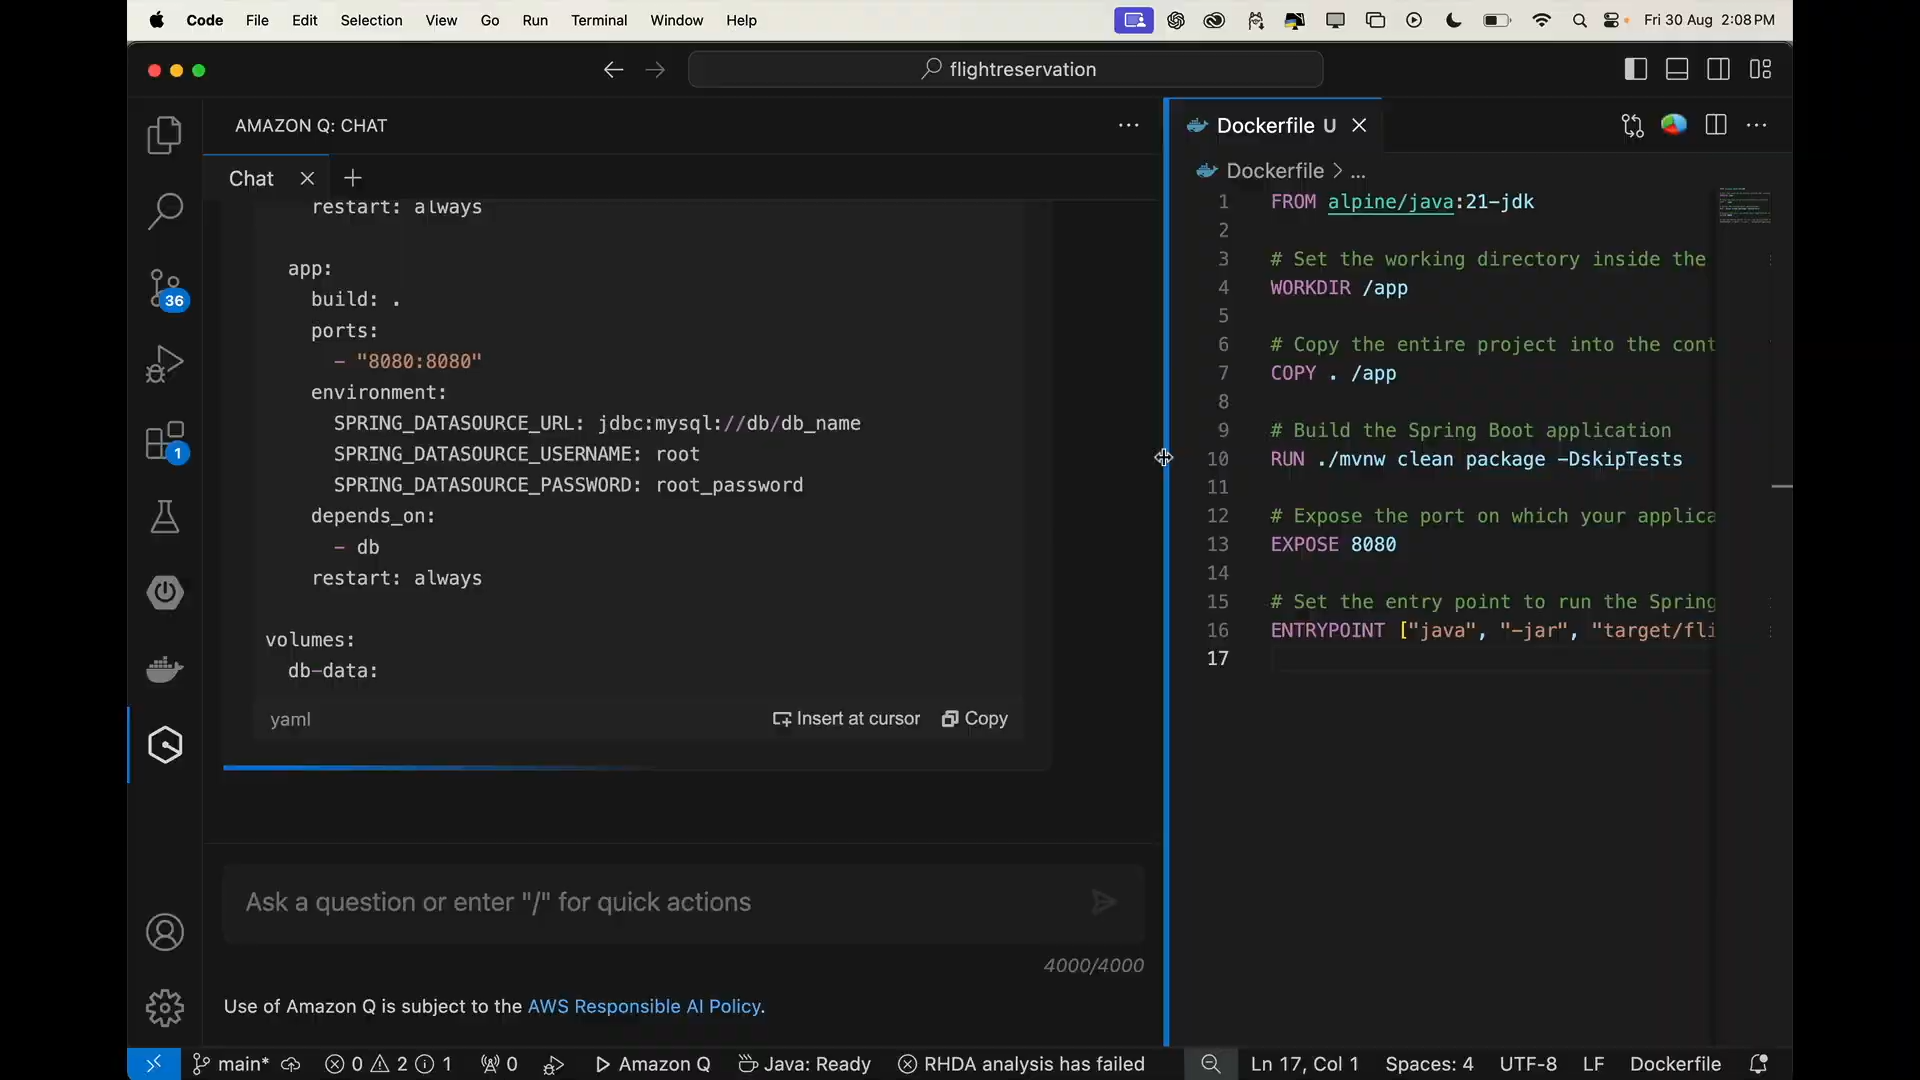 Code File Edit Selection View Go Run Terminal Window Help
Fri 30 Aug 2:08 PM
flightreservation
AMAZON Q: CHAT
Chat
restart: always
app:
build: .
ports:
- "8080:8080"
environment:
SPRING_DATASOURCE_URL: jdbc:mysql://db/db_name
SPRING_DATASOURCE_USERNAME: root
SPRING_DATASOURCE_PASSWORD: root_password
depends_on:
- db
restart: always
volumes:
db-data:
yaml
Insert at cursor Copy
36
1
Ask a question or enter "/" for quick actions
4000/4000
Use of Amazon Q is subject to the AWS Responsible AI Policy.
Dockerfile U
Dockerfile > ...
1 FROM alpine/java:21-jdk
2
3 # Set the working directory inside the
4 WORKDIR /app
5
6 # Copy the entire project into the cont
7 COPY . /app
8
9 # Build the Spring Boot application
10 RUN ./mvnw clean package -DskipTests
11
12 # Expose the port on which your applica
13 EXPOSE 8080
14
15 # Set the entry point to run the Spring
16 ENTRYPOINT ["java", "-jar", "target/fli
17
main* 0 2 1 0 Amazon Q Java: Ready RHDA analysis has failed Ln 17, Col 1 Spaces: 4 UTF-8 LF Dockerfile